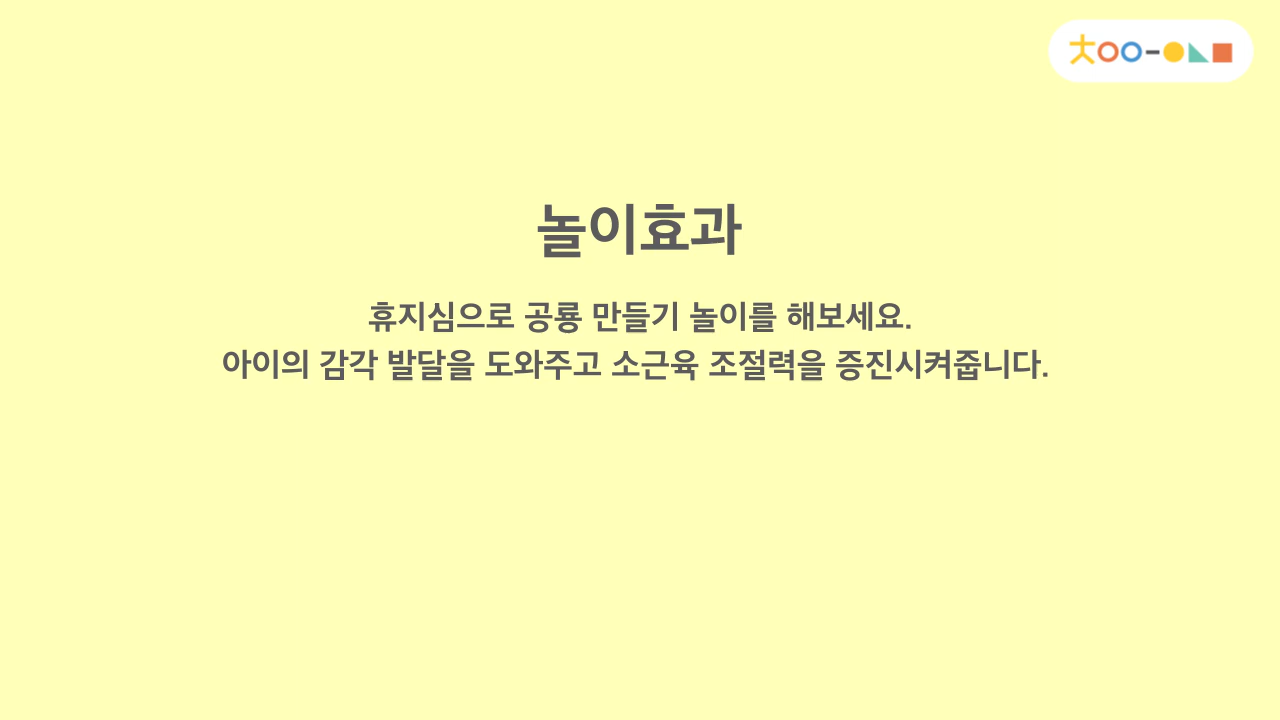 놀이효과
휴지심으로 공룡 만들기 놀이를 해보세요.
아이의 감각 발달을 도와주고 소근육 조절력을 증진시켜줍니다.